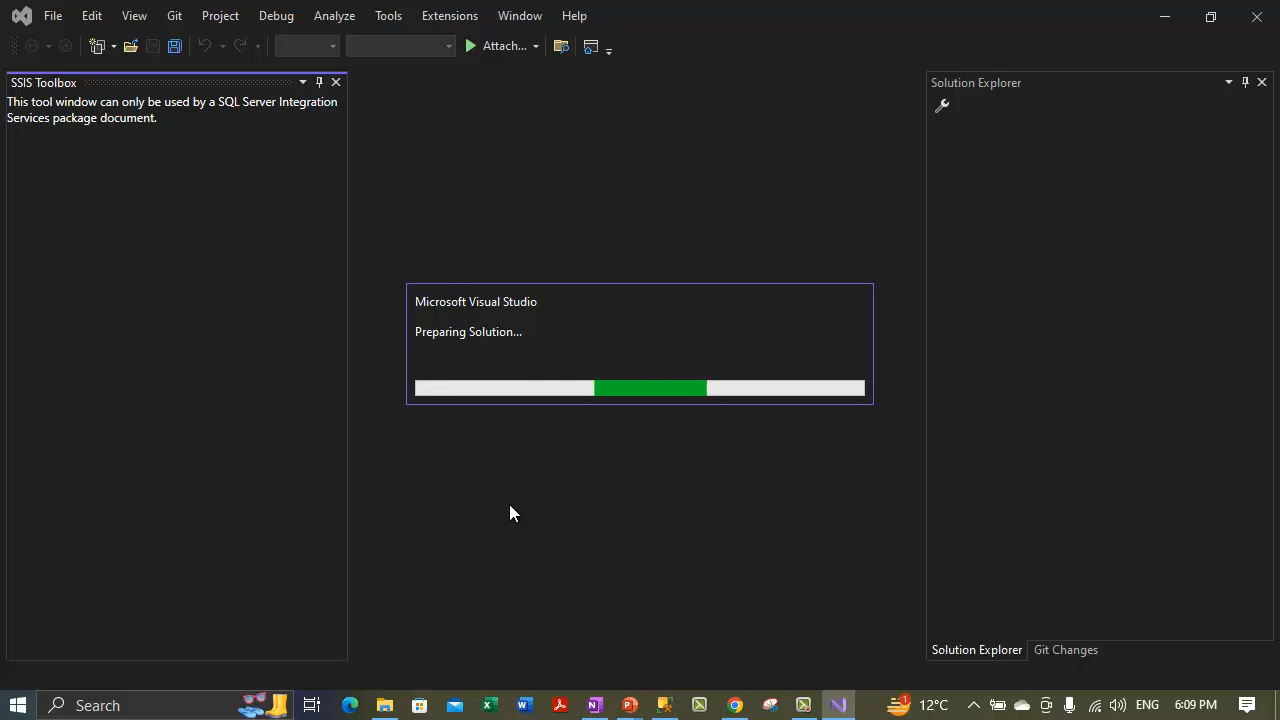 File Edit View Git Project Debug Analyze Tools Extensions Window Help
Attach...
SSIS Toolbox
This tool window can only be used by a SQL Server Integration
Services package document.
Solution Explorer
Microsoft Visual Studio
Preparing Solution...
Solution Explorer Git Changes
Search
1
12°C
ENG
6:09 PM